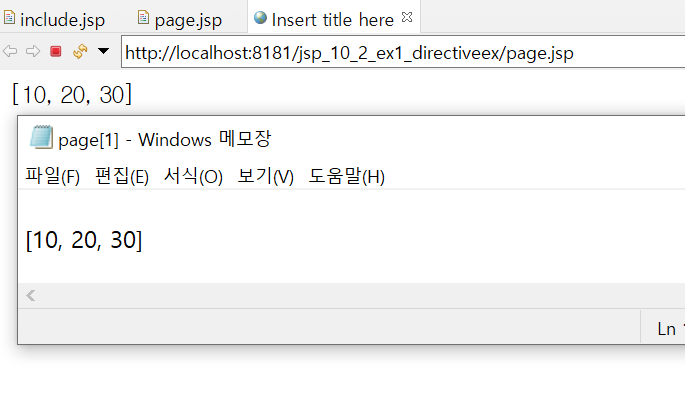 include.jsp page.jsp Insert title here
http://localhost:8181/jsp_10_2_ex1_directiveex/page.jsp
[10, 20, 30]
page[1] - Windows 메모장
파일(F) 편집(E) 서식(O) 보기(V) 도움말(H)
[10, 20, 30]
Ln